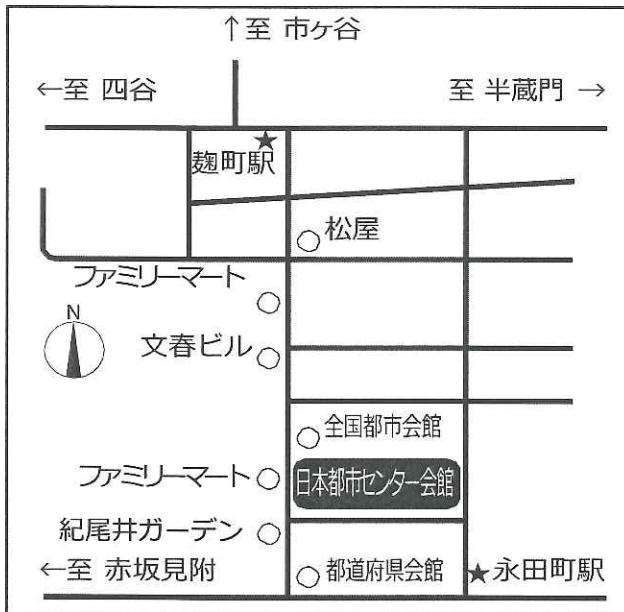 ↑至 市ヶ谷
←至 四谷
至 半蔵門 →
★
麹町駅
松屋
ファミリーマート
N
文春ビル
全国都市会館
ファミリーマート
日本都市センター会館
紀尾井ガーデン
←至 赤坂見附
都道府県会館
★永田町駅